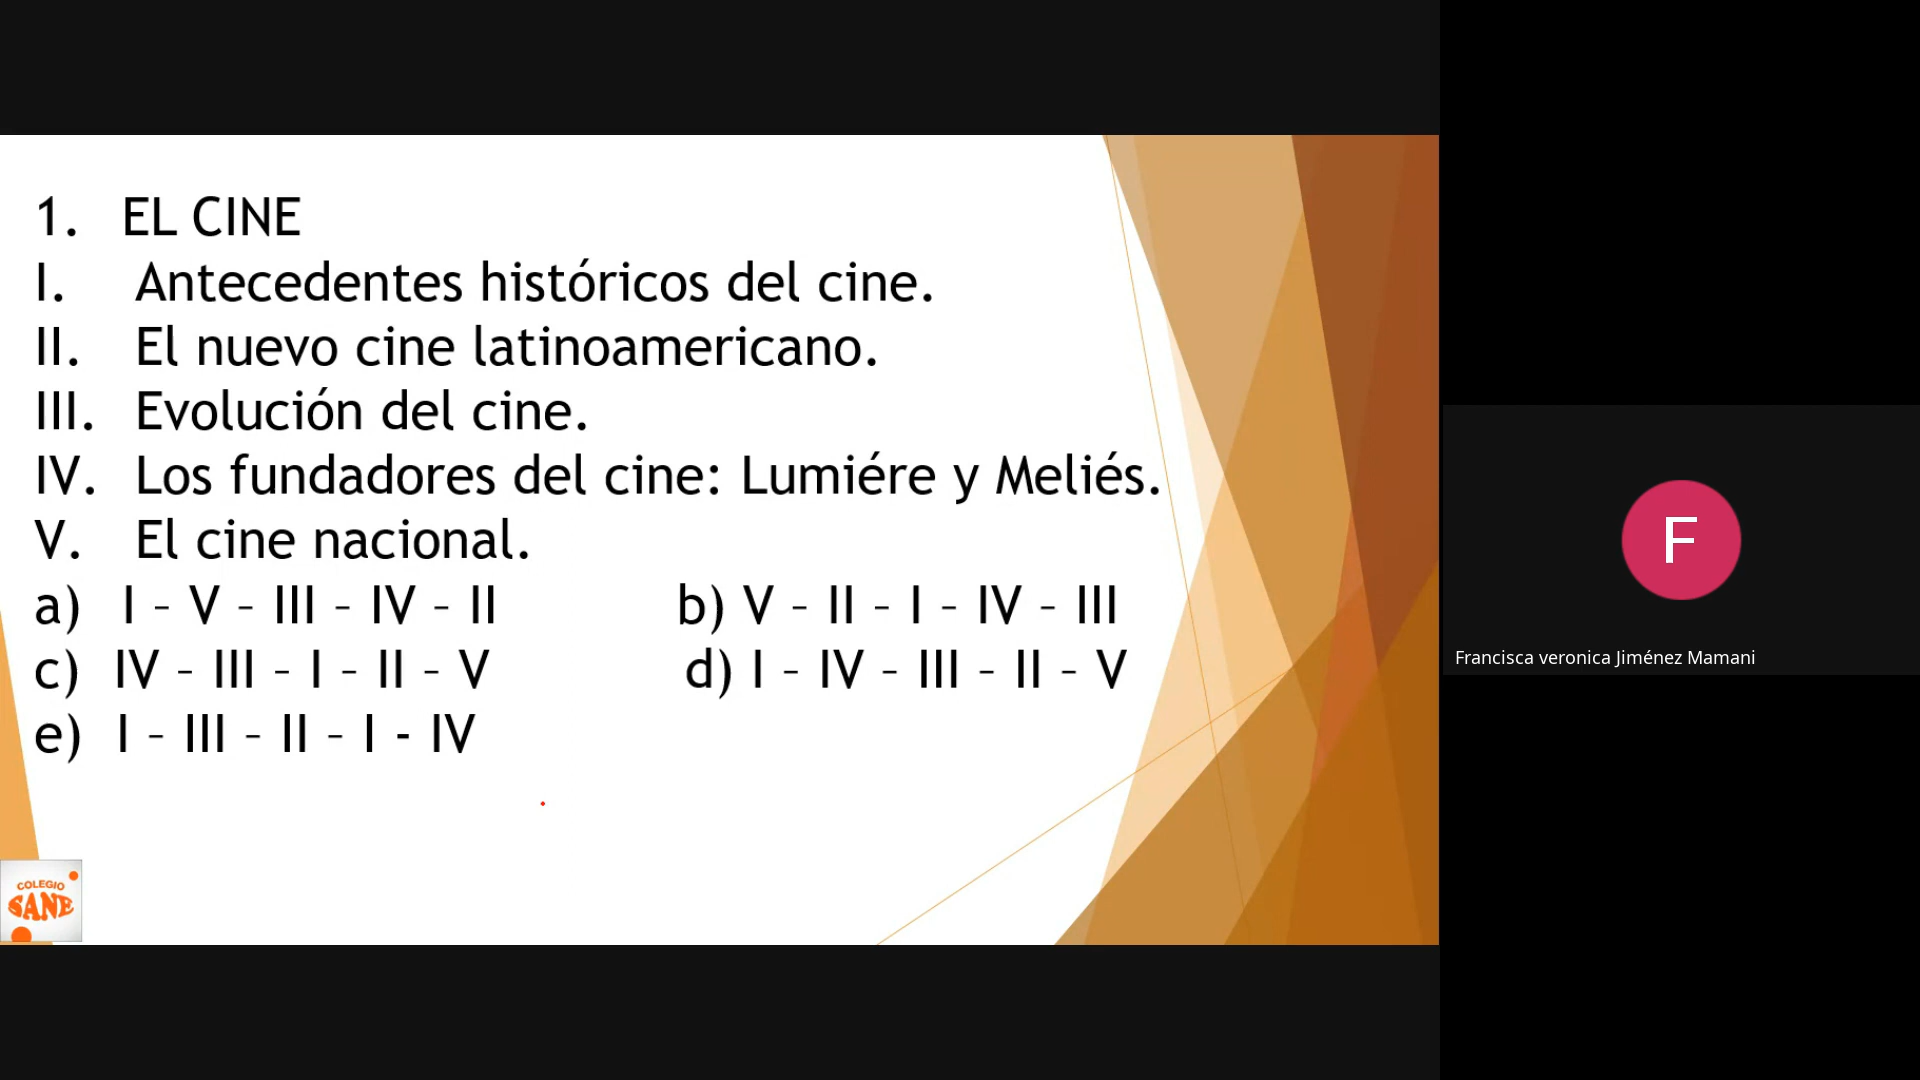 1. EL CINE
I. Antecedentes históricos del cine.
II. El nuevo cine latinoamericano.
III. Evolución del cine.
IV. Los fundadores del cine: Lumiére y Meliés.
V. El cine nacional.
a) I – V – III – IV – II b) V – II – I – IV – III
c) IV – III – I – II – V d) I – IV – III – II – V
e) I – III – II – I - IV
COLEGIO
SANE
F
Francisca veronica Jiménez Mamani